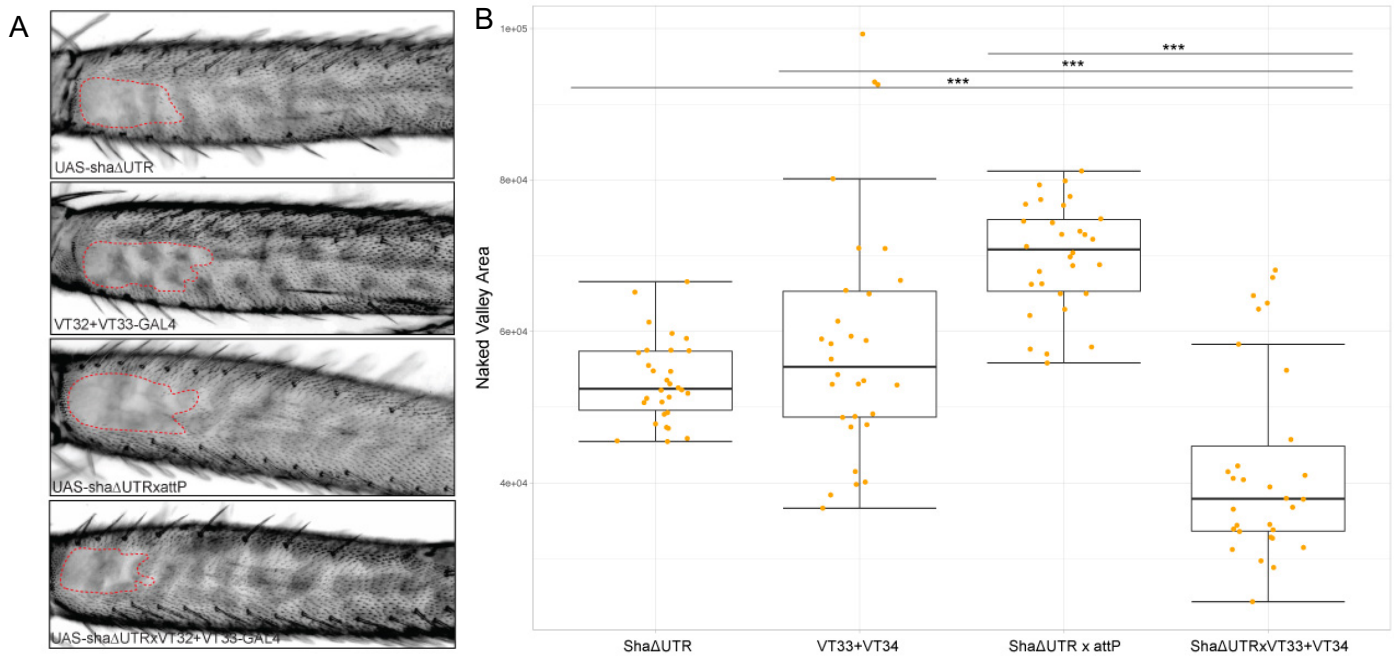 A
UAS-shaΔUTR
VT32+VT33-GAL4
UAS-shaΔUTRxattP
UAS-shaΔUTRxVT32+VT33-GAL4
B
Naked Valley Area
1e+05
8e+04
6e+04
4e+04
***
***
***
ShaΔUTR
VT33+VT34
ShaΔUTR x attP
ShaΔUTRxVT33+VT34